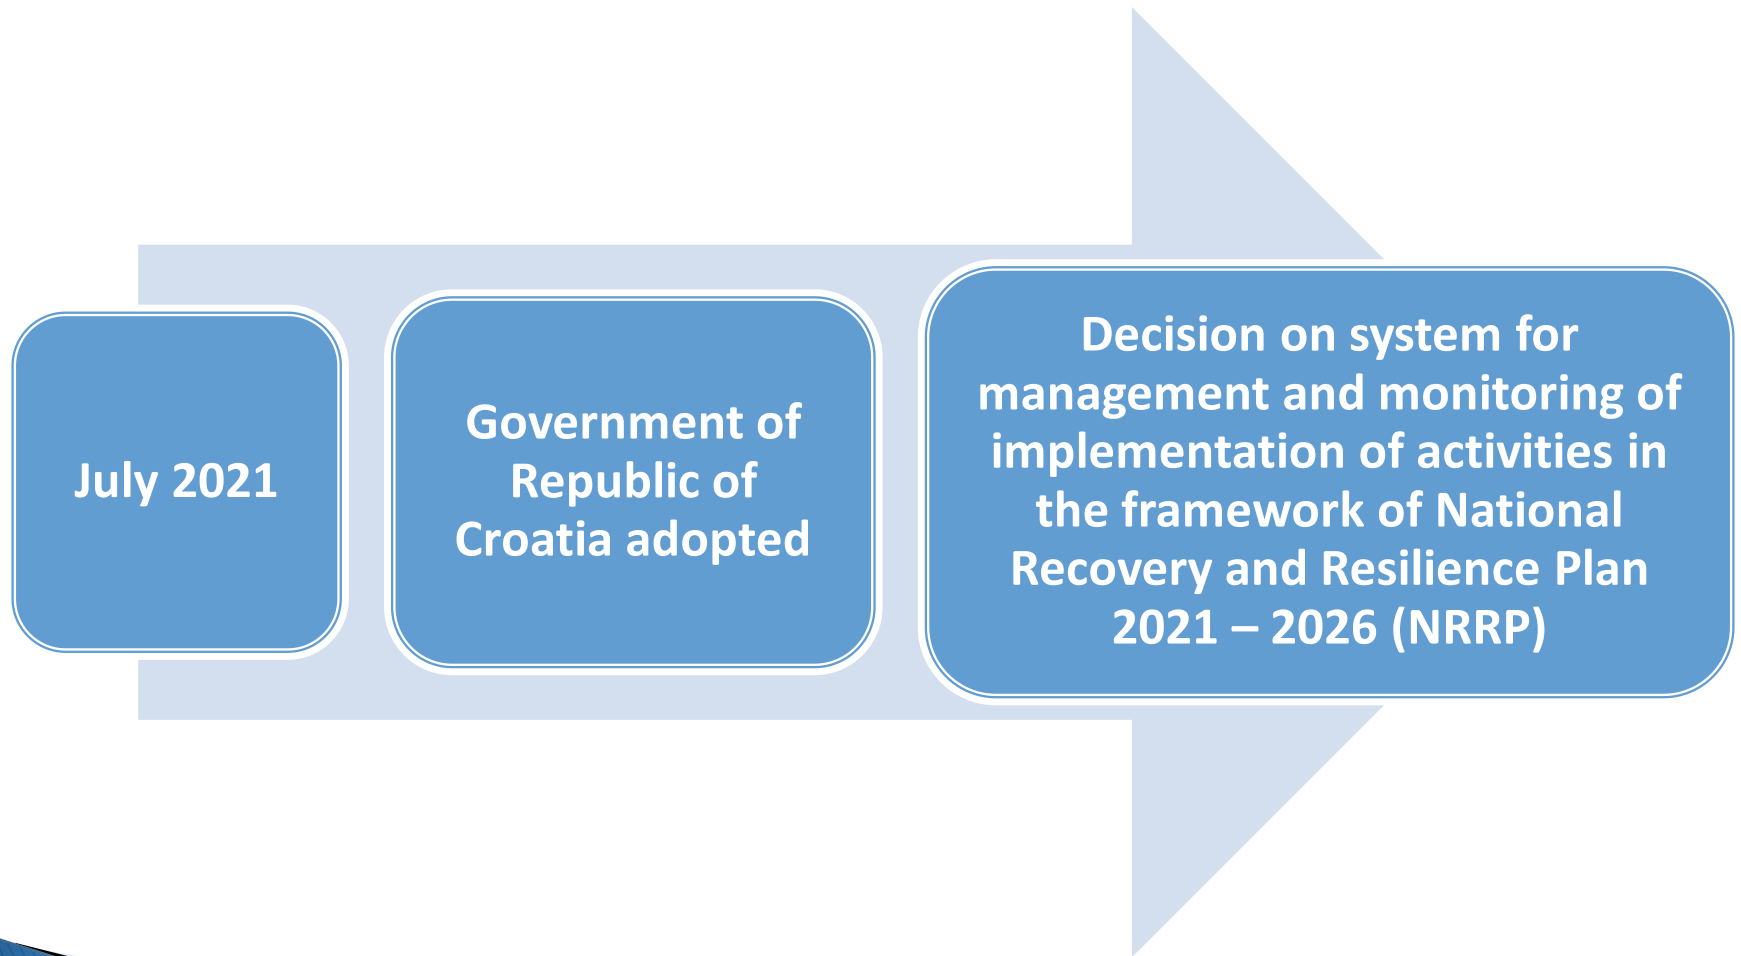 July 2021
Government of
Republic of
Croatia adopted
Decision on system for
management and monitoring of
implementation of activities in
the framework of National
Recovery and Resilience Plan
2021 – 2026 (NRRP)